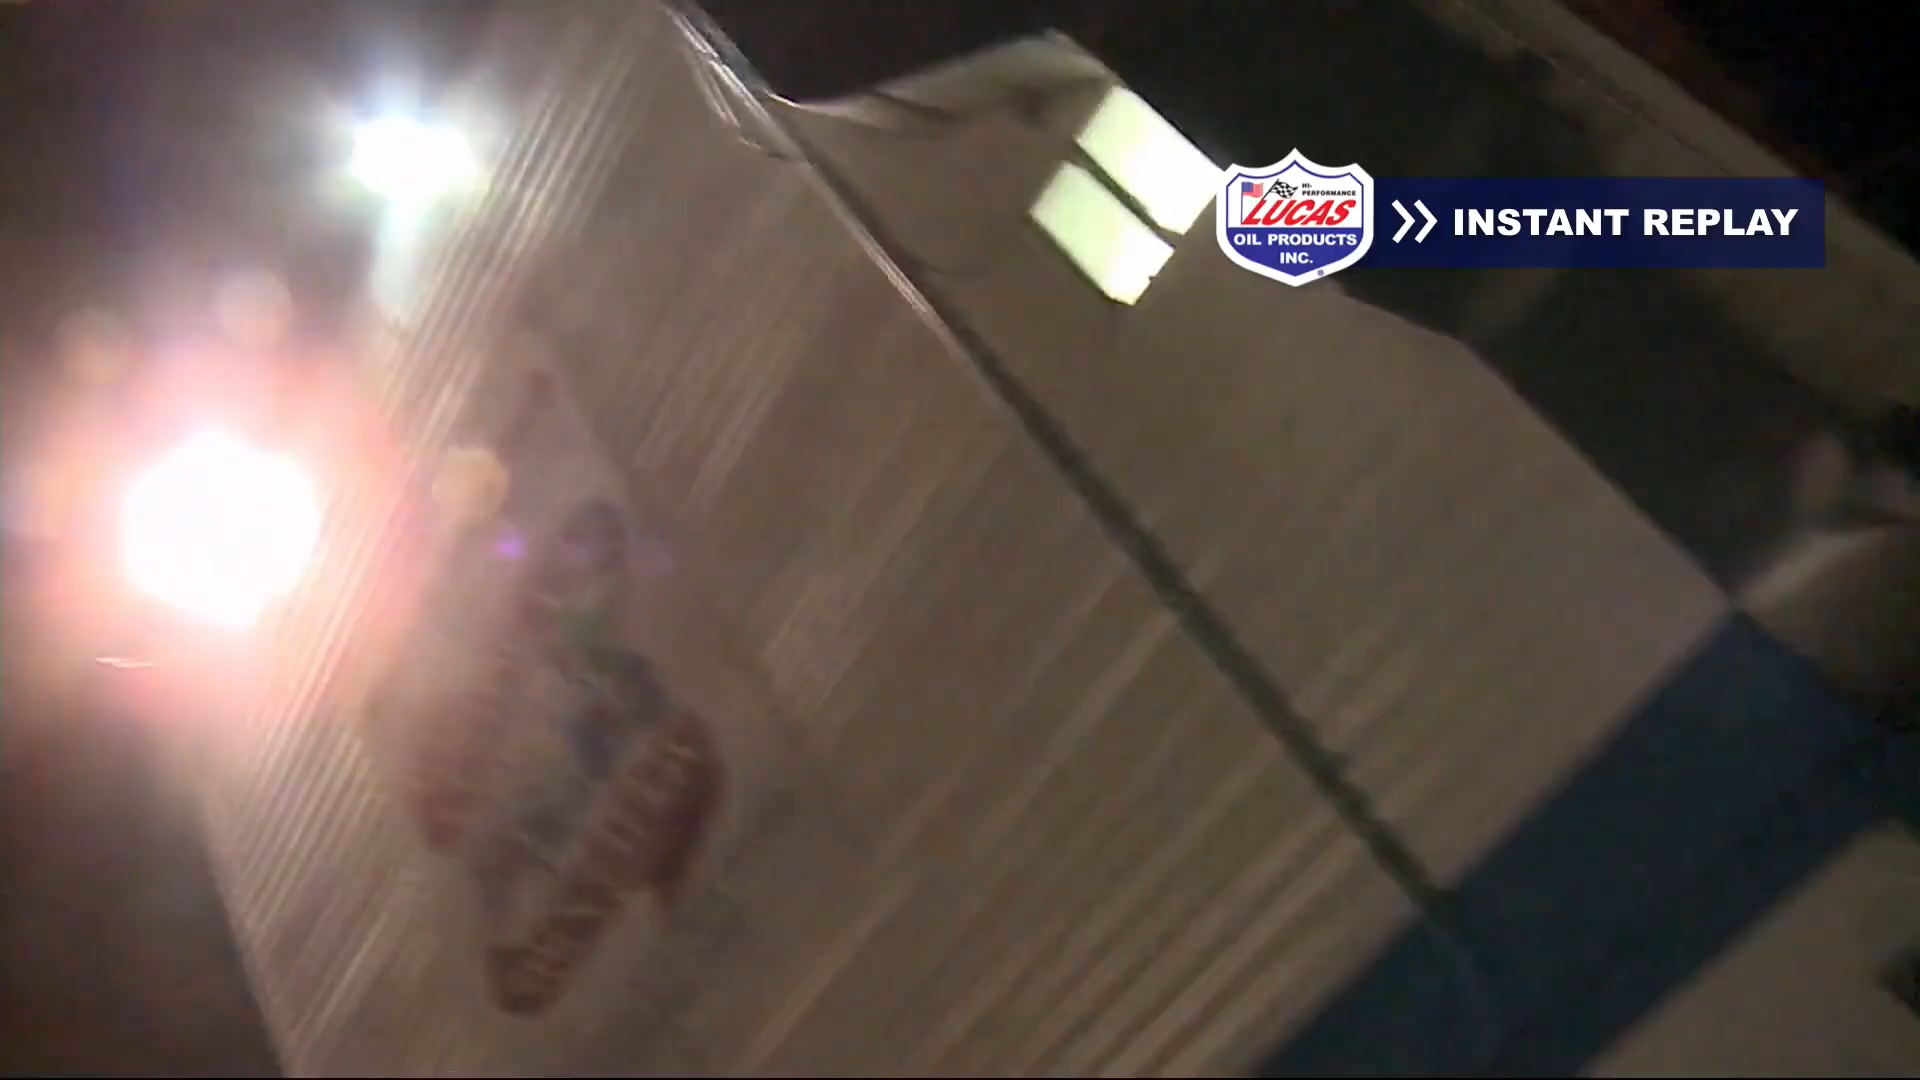 HI-
PERFORMANCE
LUCAS
OIL PRODUCTS
INC.
®
INSTANT REPLAY